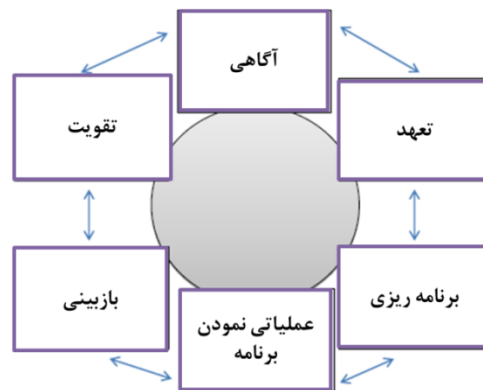 آگاهی
تعهد
تقویت
برنامه ریزی
بازبینی
عملیاتی نمودن
برنامه